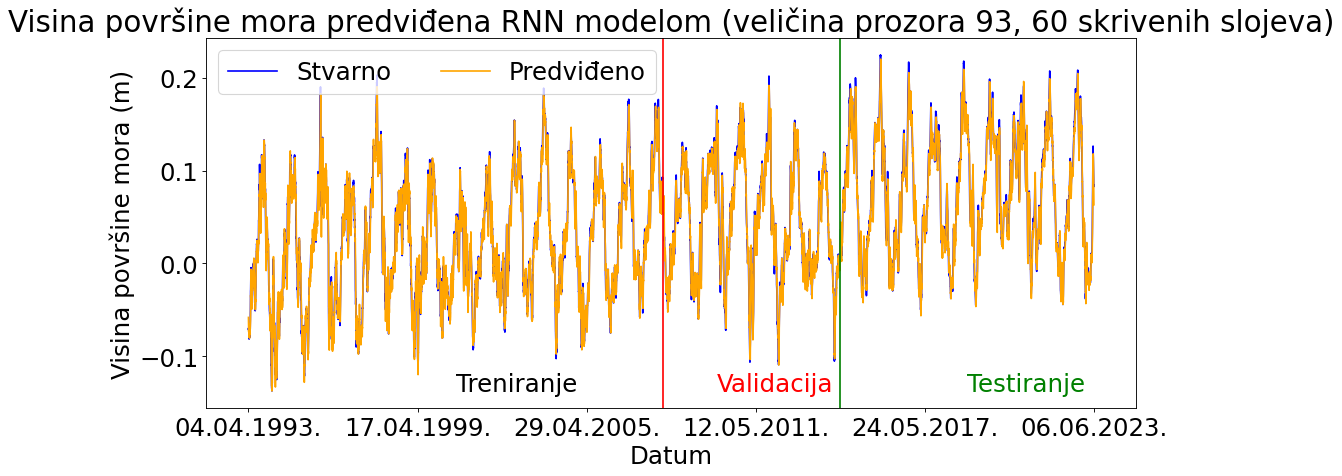 Visina površine mora predviđena RNN modelom (veličina prozora 93, 60 skrivenih slojeva)
Stvarno Predviđeno
Visina površine mora (m)
0.2
0.1
0.0
−0.1
Treniranje Validacija Testiranje
04.04.1993. 17.04.1999. 29.04.2005. 12.05.2011. 24.05.2017. 06.06.2023.
Datum